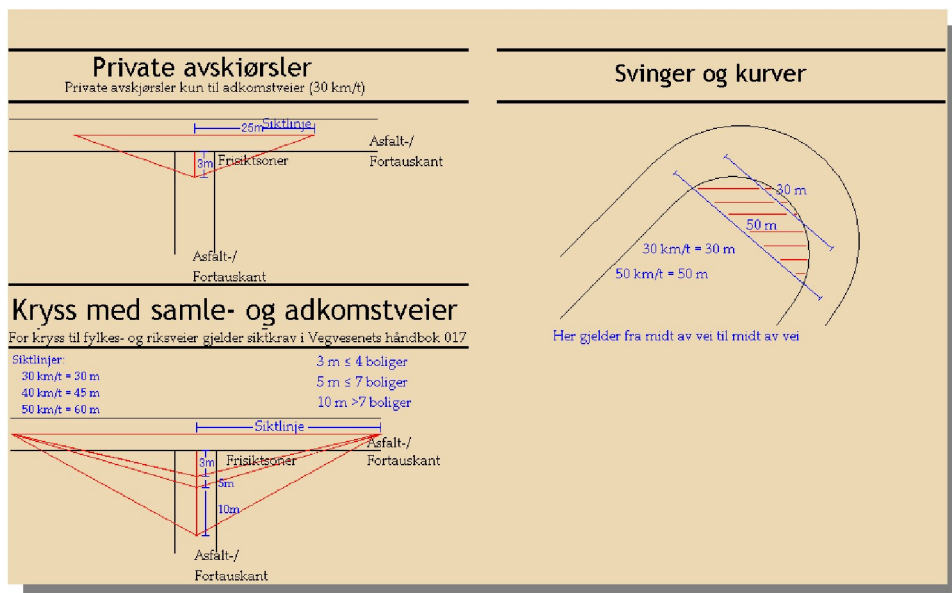 Private avskjørsler
Private avskjørsler kun til adkomstveier (30 km/t)
25m
Siktlinje
Asfalt-/
Fortauskant
3m
Frisiktsoner
Asfalt-/
Fortauskant
Kryss med samle- og adkomstveier
For kryss til fylkes- og riksveier gjelder siktkrav i Vegvesenets håndbok 017
Siktlinjer:
30 km/t = 30 m
40 km/t = 45 m
50 km/t = 60 m
3 m ≤ 4 boliger
5 m ≤ 7 boliger
10 m >7 boliger
Siktlinje
Asfalt-/
Fortauskant
3m
Frisiktsoner
5m
10m
Asfalt-/
Fortauskant
Svinger og kurver
30 m
50 m
30 km/t = 30 m
50 km/t = 50 m
Her gjelder fra midt av vei til midt av vei